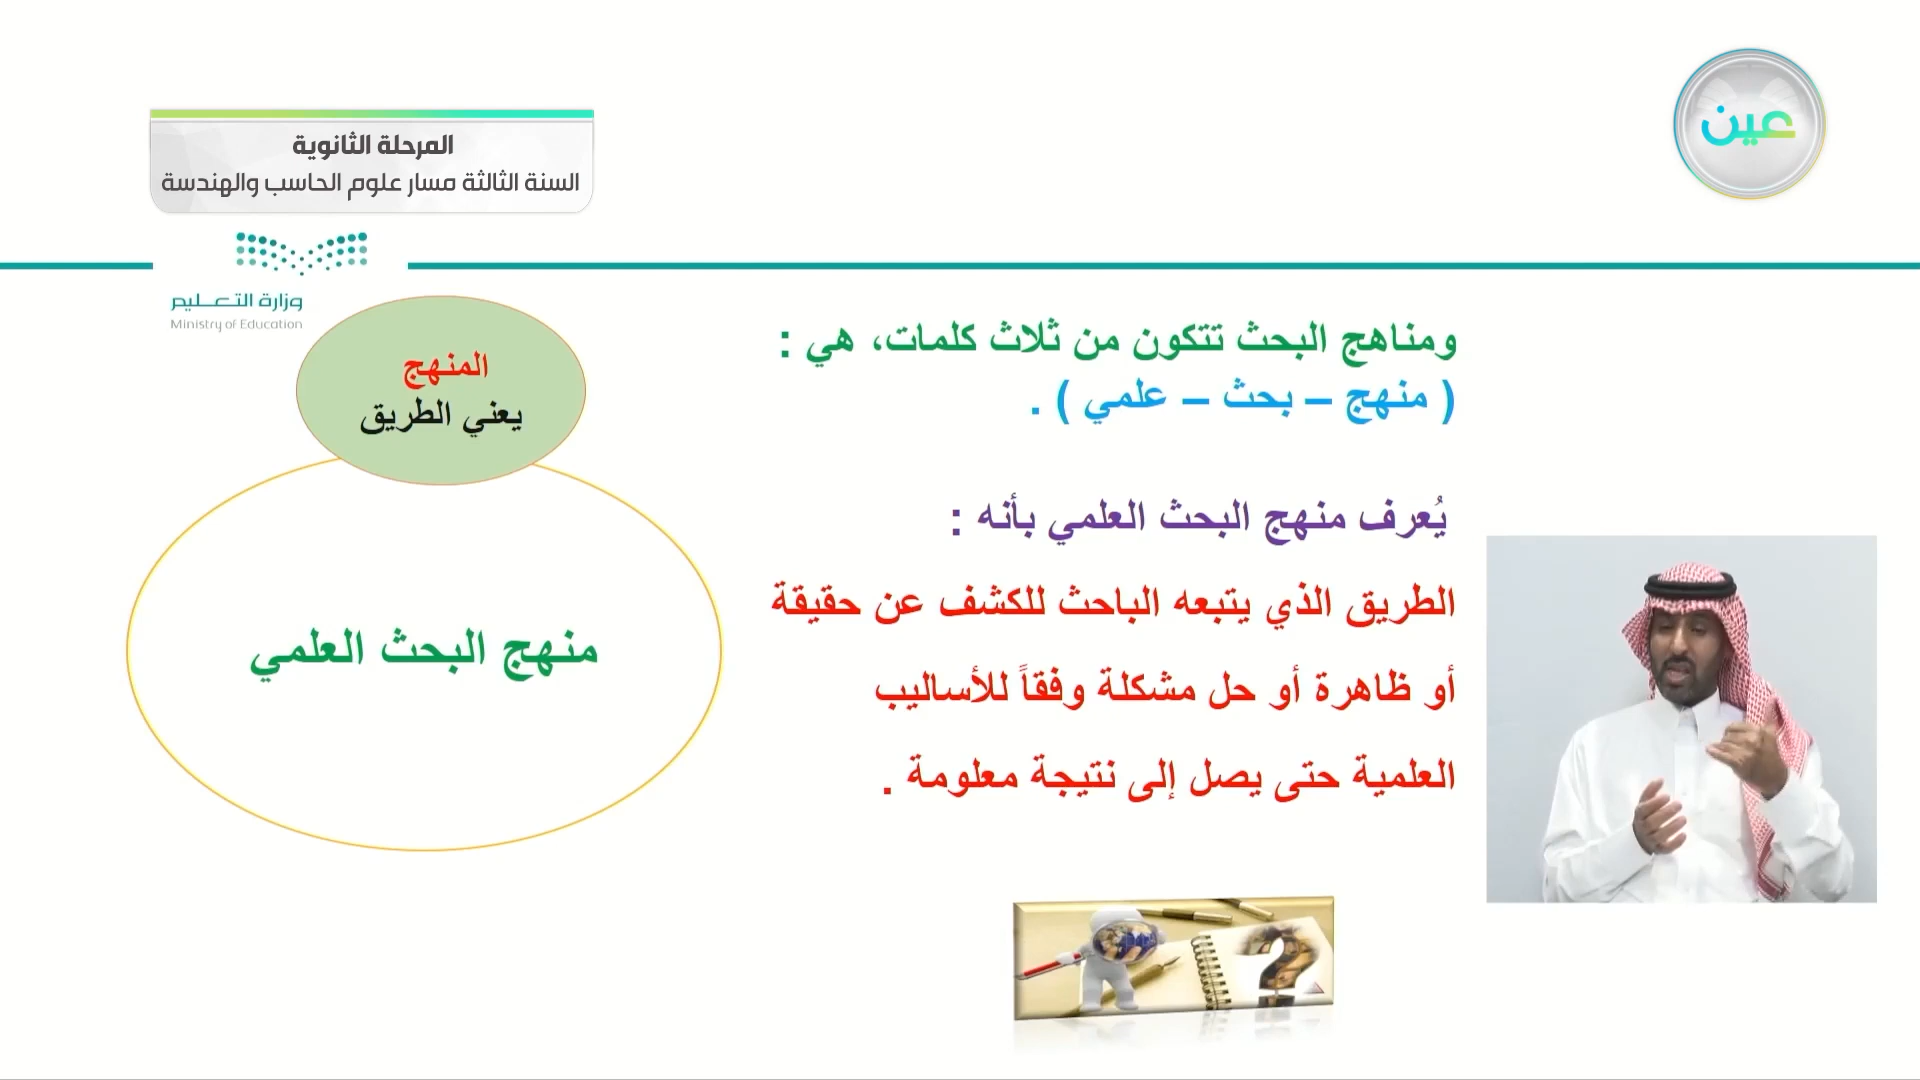 عين
المرحلة الثانوية
السنة الثالثة مسار علوم الحاسب والهندسة
وزارة التعليم
Ministry of Education
ومناهج البحث تتكون من ثلاث كلمات، هي :
( منهج – بحث – علمي ) .
يُعرف منهج البحث العلمي بأنه :
الطريق الذي يتبعه الباحث للكشف عن حقيقة
أو ظاهرة أو حل مشكلة وفقاً للأساليب
العلمية حتى يصل إلى نتيجة معلومة .
المنهج
يعني الطريق
منهج البحث العلمي